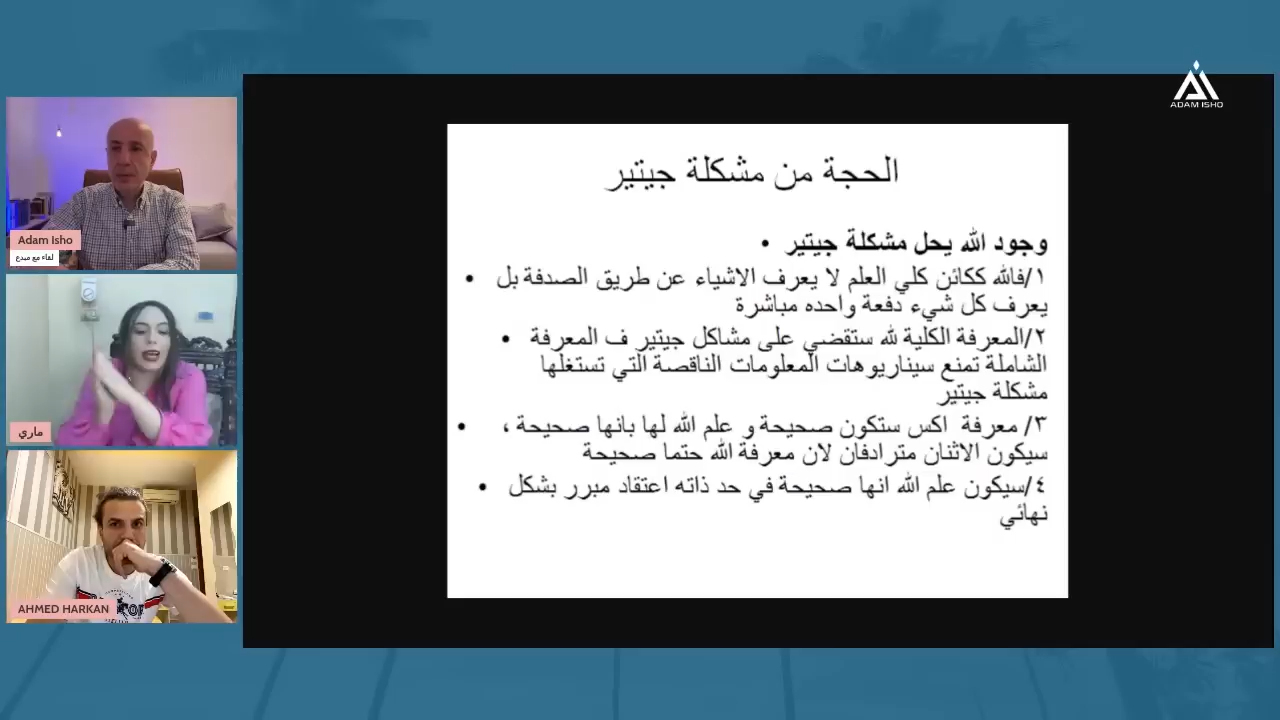 ADAM ISHO
Adam Isho
لقاء مع مبدع
ماري
AHMED HARKAN
الحجة من مشكلة جيتير
وجود الله يحل مشكلة جيتير •
١/فالله ككائن كلي العلم لا يعرف الاشياء عن طريق الصدفة بل •
يعرف كل شيء دفعة واحده مباشرة
٢/المعرفة الكلية لله ستقضي على مشاكل جيتير ف المعرفة •
الشاملة تمنع سيناريوهات المعلومات الناقصة التي تستغلها
مشكلة جيتير
٣/ معرفة اكس ستكون صحيحة و علم الله لها بانها صحيحة ، •
سيكون الاثنان مترادفان لان معرفة الله حتما صحيحة
٤/سيكون علم الله انها صحيحة في حد ذاته اعتقاد مبرر بشكل •
نهائي